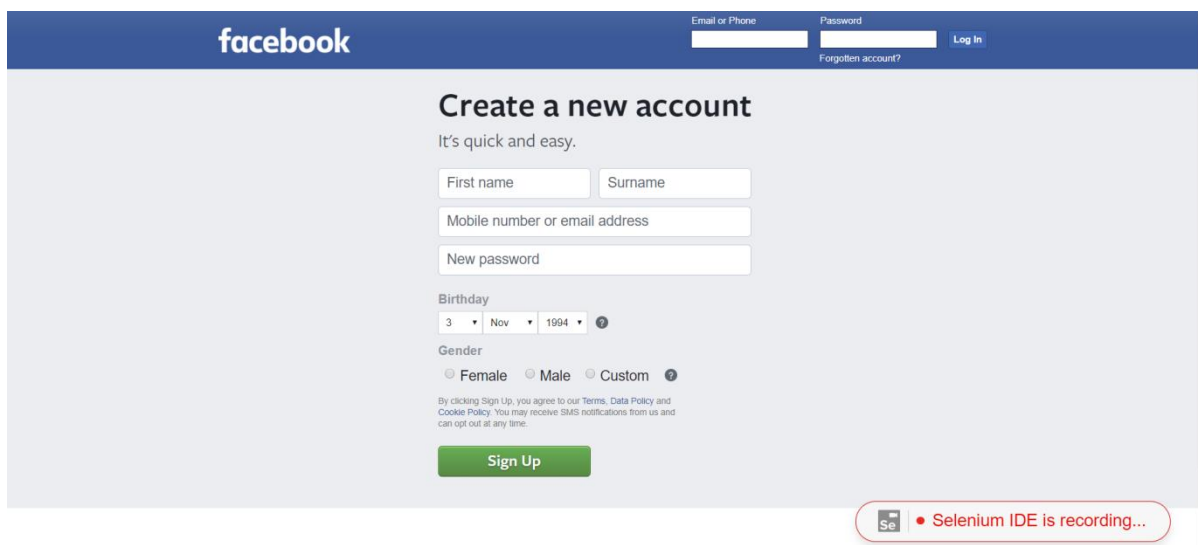 facebook
Email or Phone
Password
Log In
Forgotten account?
Create a new account
It's quick and easy.
First name
Surname
Mobile number or email address
New password
Birthday
3 Nov 1994 ?
Gender
Female Male Custom ?
By clicking Sign Up, you agree to our Terms, Data Policy and
Cookie Policy. You may receive SMS notifications from us and
can opt out at any time.
Sign Up
Se Selenium IDE is recording...